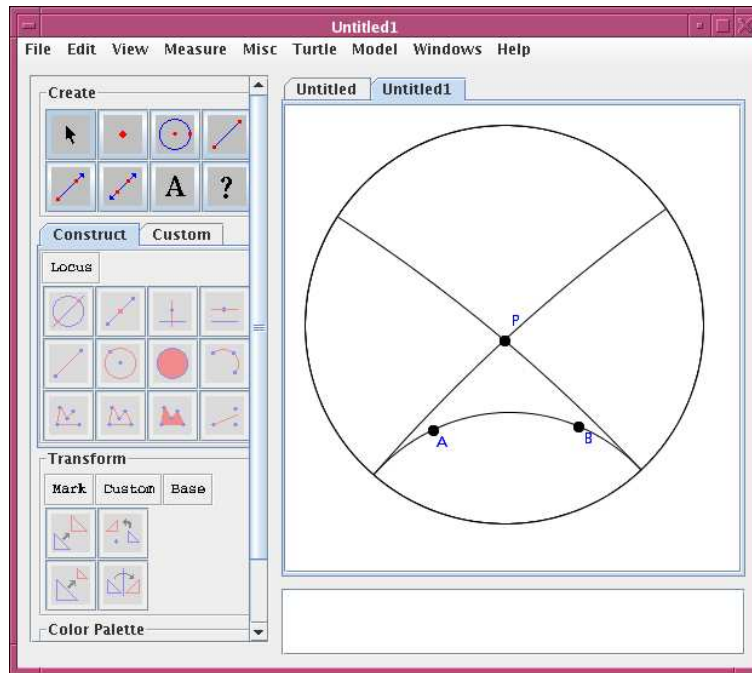 Untitled1
File Edit View Measure Misc Turtle Model Windows Help
Create
A ?
Construct Custom
Locus
Transform
Mark Custom Base
Color Palette
Untitled Untitled1
P
A
B